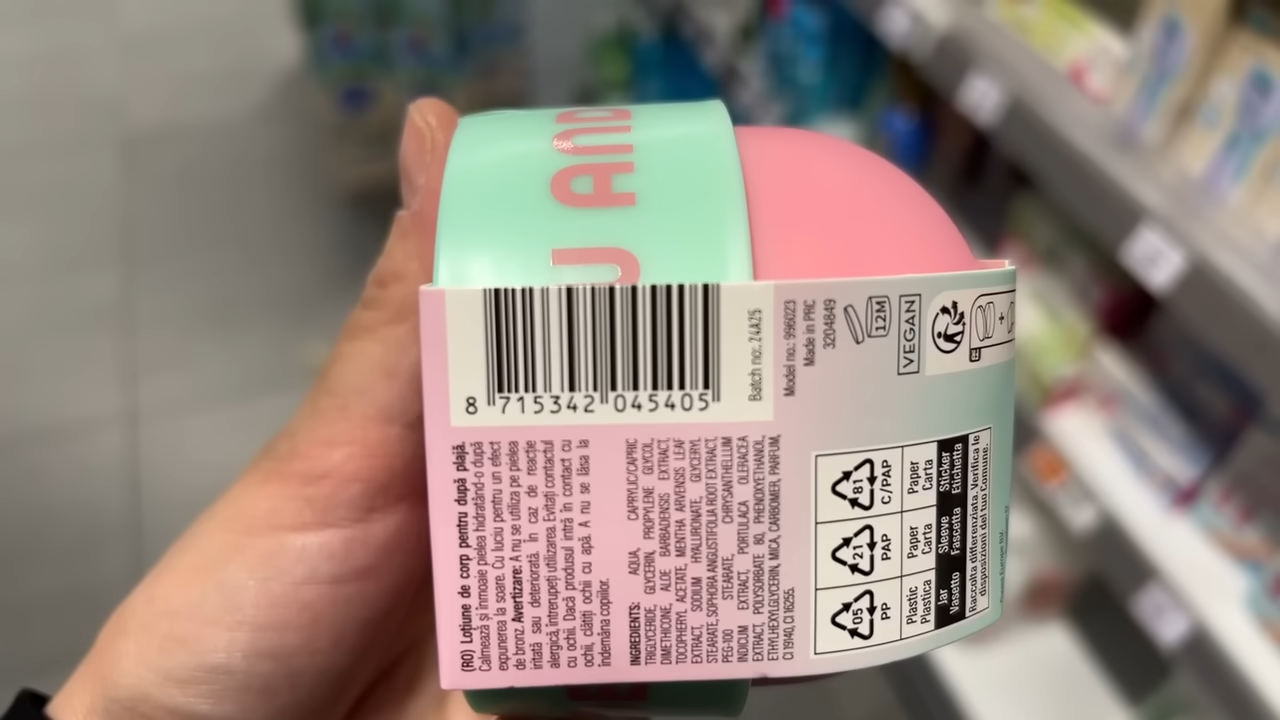 U AND
8 715342 045405
Batch no.: 24A25
Model no.: 996023
Made in PRC
3204849
12M
VEGAN
(RO) Loțiune de corp pentru după plajă.
Calmează și înmoaie pielea hidratând-o după
expunerea la soare. Cu luciu pentru un efect
de bronz. Avertizare: A nu se utiliza pe pielea
iritată sau deteriorată. În caz de reacție
alergică, întrerupeți utilizarea. Evitați contactul
cu ochii. Dacă produsul intră în contact cu
ochii, clătiți ochii cu apă. A nu se lăsa la
îndemâna copiilor.
INGREDIENTS: AQUA, CAPRYLIC/CAPRIC
TRIGLYCERIDE, GLYCERIN, PROPYLENE GLYCOL,
DIMETHICONE, ALOE BARBADENSIS EXTRACT,
TOCOPHERYL ACETATE, MENTHA ARVENSIS LEAF
EXTRACT, SODIUM HYALURONATE, GLYCERYL
STEARATE, SOPHORA ANGUSTIFOLIA ROOT EXTRACT,
PEG-100 STEARATE, CHRYSANTHELLUM
INDICUM EXTRACT, PORTULACA OLERACEA
EXTRACT, POLYSORBATE 80, PHENOXYETHANOL,
ETHYLHEXYLGLYCERIN, MICA, CARBOMER, PARFUM,
CI 19140, CI 16255.
05 21 81
PP PAP C/PAP
Plastic Paper Paper
Plastica Carta Carta
Jar Sleeve Sticker
Vasetto Fascetta Etichetta
Raccolta differenziata. Verifica le
disposizioni del tuo Comune.